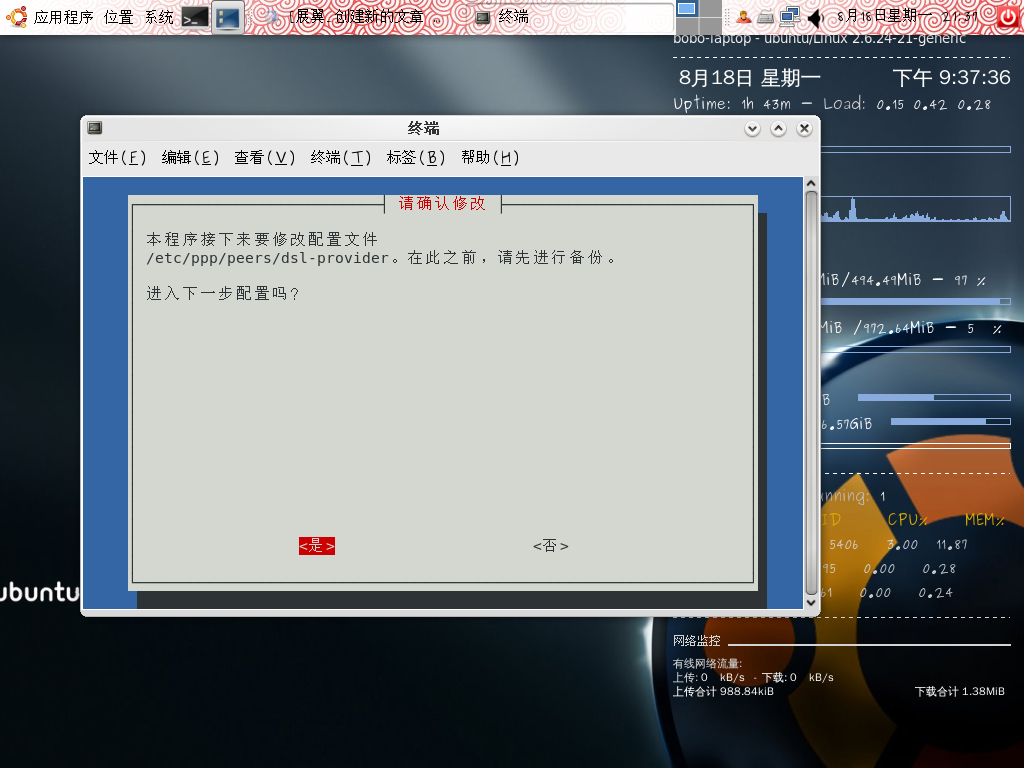 应用程序 位置 系统
[展翼..创建新的文章 ..
终端
8月18日星期一 21:37
bobo-laptop - ubuntu/Linux 2.6.24-21-generic
8月18日 星期一 下午 9:37:36
Uptime: 1h 43m - Load: 0.15 0.42 0.28
终端
文件(F) 编辑(E) 查看(V) 终端(T) 标签(B) 帮助(H)
请确认修改
本程序接下来要修改配置文件
/etc/ppp/peers/dsl-provider。在此之前，请先进行备份。
进入下一步配置吗？
<是> <否>
MiB/494.49MiB - 97 %
MiB /972.64MiB - 5 %
B
6.57GiB
unning: 1
ID CPU% MEM%
5406 3.00 11.87
95 0.00 0.28
61 0.00 0.24
ubuntu
网络监控
有线网络流量:
上传: 0 kB/s - 下载: 0 kB/s
上传合计 988.84kiB 下载合计 1.38MiB